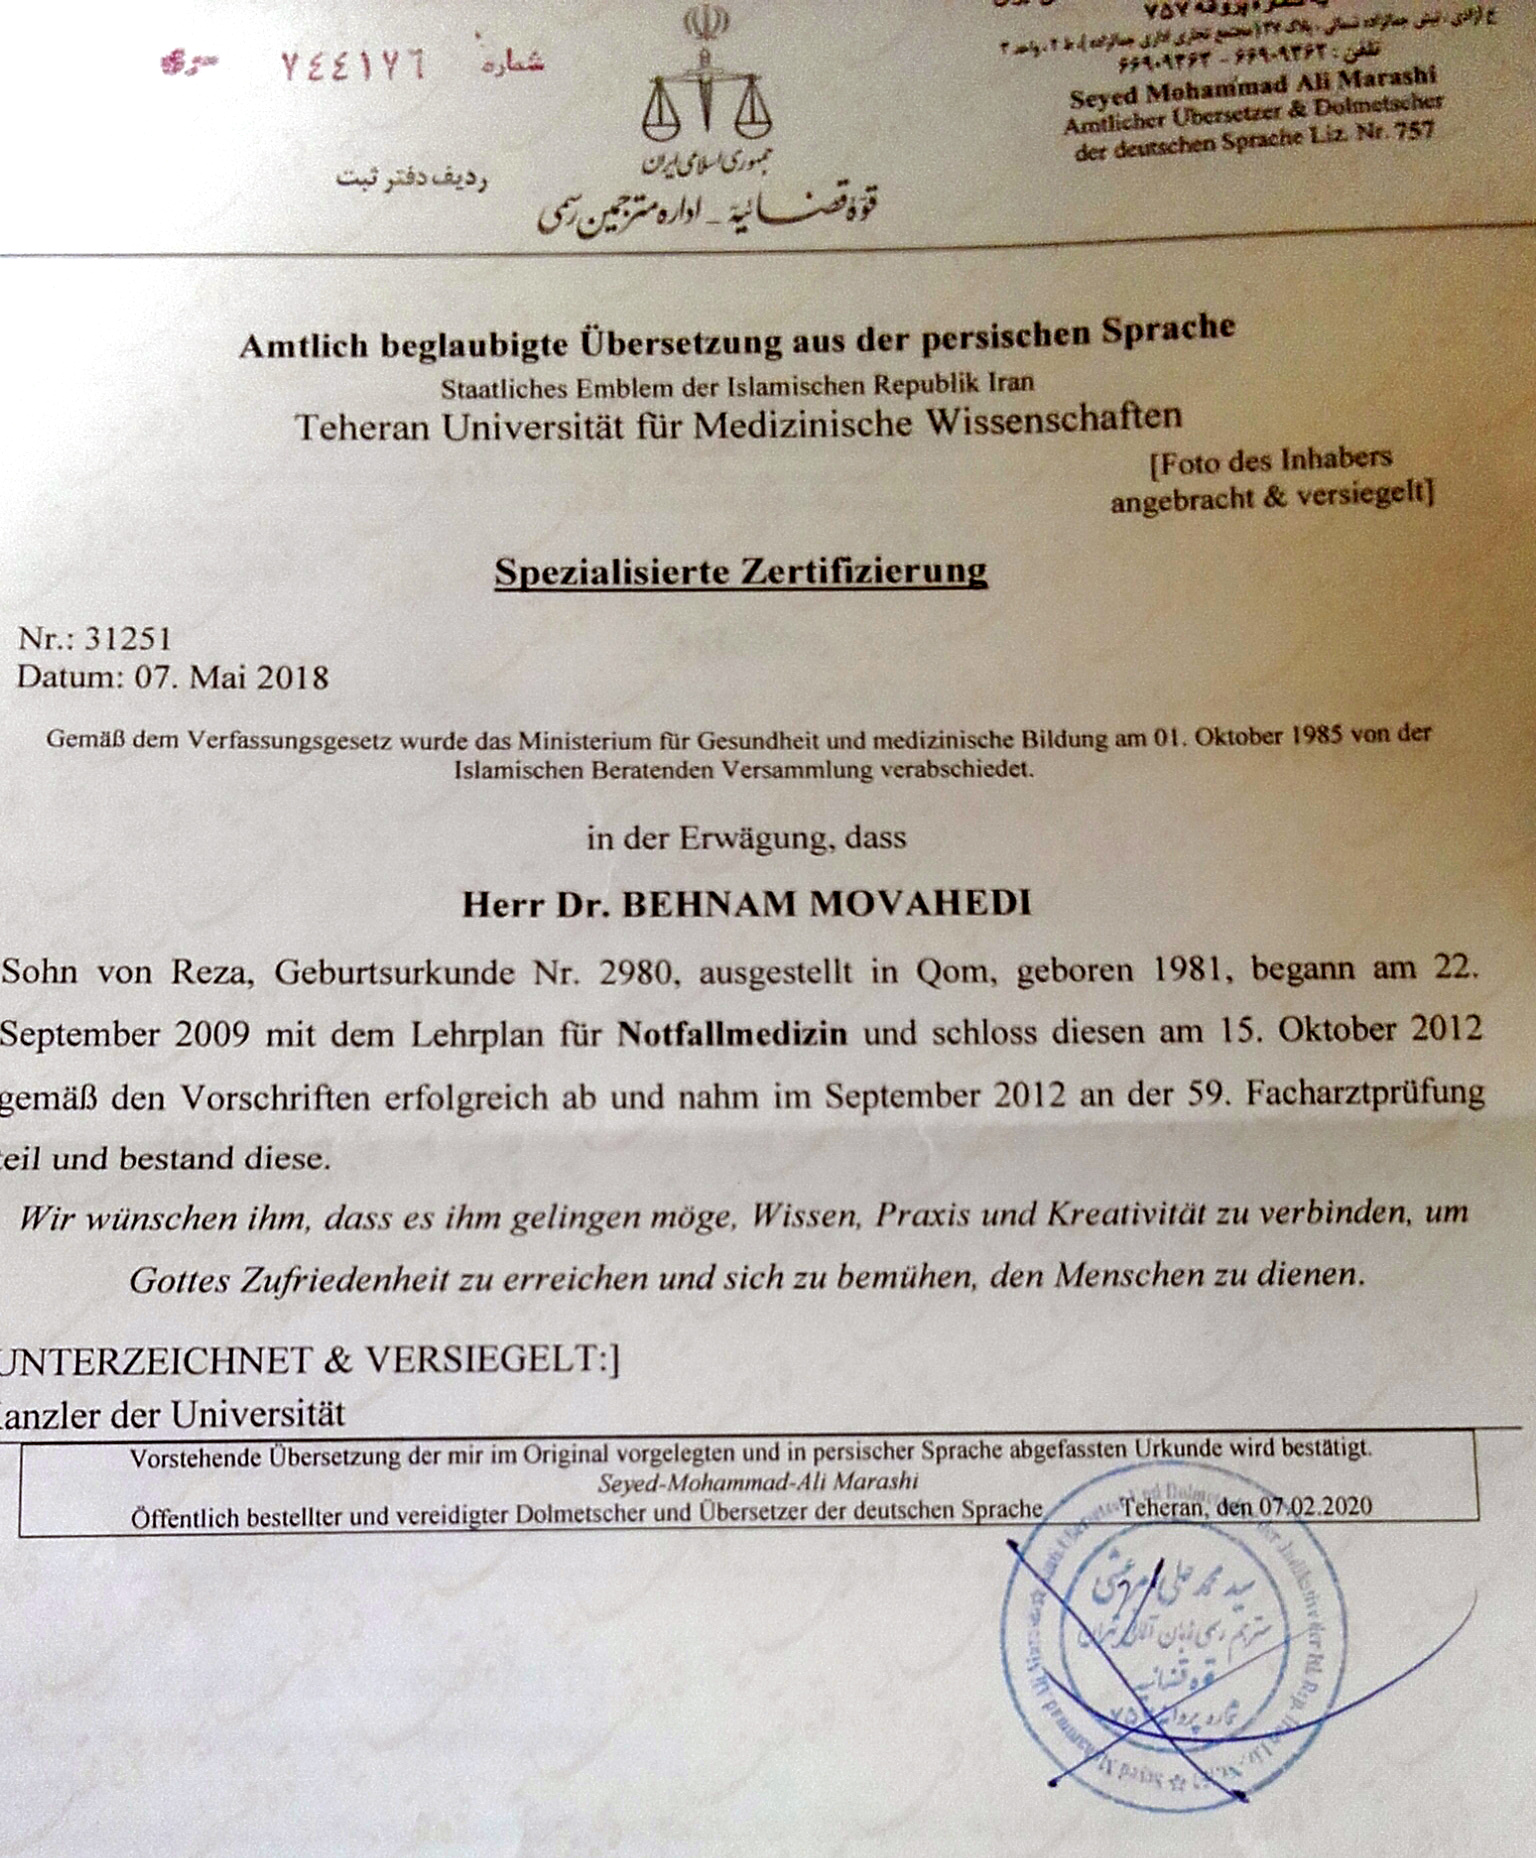 شماره ۷۴۴۱۷۶
ردیف دفتر ثبت
جمهوری اسلامی ایران
قوّهٔ قضائیّه - اداره مترجمین رسمی
۷۵۷
تلفن: ۶۶۹۰۹۳۶۲ - ۶۶۹۰۹۳۶۳
Seyed Mohammad Ali Marashi
Amtlicher Übersetzer & Dolmetscher
der deutschen Sprache Liz. Nr. 757
Amtlich beglaubigte Übersetzung aus der persischen Sprache
Staatliches Emblem der Islamischen Republik Iran
Teheran Universität für Medizinische Wissenschaften
[Foto des Inhabers
angebracht & versiegelt]
Spezialisierte Zertifizierung
Nr.: 31251
Datum: 07. Mai 2018
Gemäß dem Verfassungsgesetz wurde das Ministerium für Gesundheit und medizinische Bildung am 01. Oktober 1985 von der
Islamischen Beratenden Versammlung verabschiedet.
in der Erwägung, dass
Herr Dr. BEHNAM MOVAHEDI
Sohn von Reza, Geburtsurkunde Nr. 2980, ausgestellt in Qom, geboren 1981, begann am 22.
September 2009 mit dem Lehrplan für Notfallmedizin und schloss diesen am 15. Oktober 2012
gemäß den Vorschriften erfolgreich ab und nahm im September 2012 an der 59. Facharztprüfung
teil und bestand diese.
Wir wünschen ihm, dass es ihm gelingen möge, Wissen, Praxis und Kreativität zu verbinden, um
Gottes Zufriedenheit zu erreichen und sich zu bemühen, den Menschen zu dienen.
UNTERZEICHNET & VERSIEGELT:]
anzler der Universität
Vorstehende Übersetzung der mir im Original vorgelegten und in persischer Sprache abgefassten Urkunde wird bestätigt.
Seyed-Mohammad-Ali Marashi
Öffentlich bestellter und vereidigter Dolmetscher und Übersetzer der deutschen Sprache Teheran, den 07.02.2020
سید محمد علی مرعشی
مترجم رسمی زبان آلمانی تهران
قوه قضائیه
شماره پروانه ۷۵۷